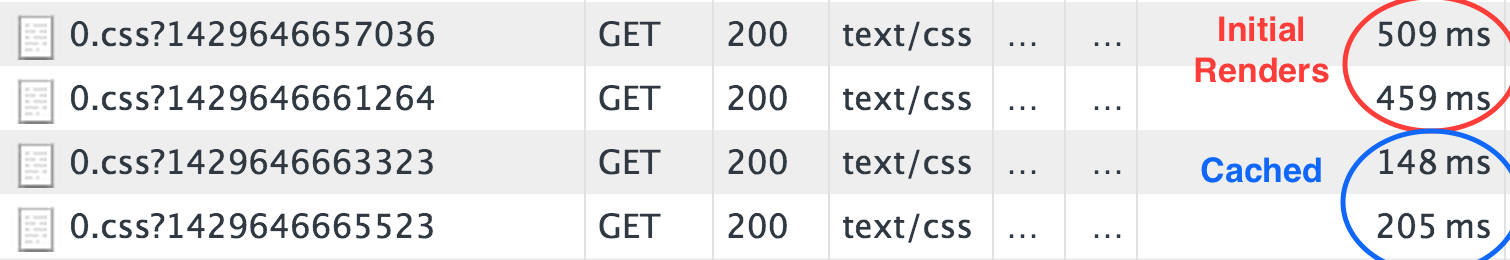 0.css?1429646657036 GET 200 text/css ... ... Initial Renders 509 ms
0.css?1429646661264 GET 200 text/css ... ... 459 ms
0.css?1429646663323 GET 200 text/css ... ... Cached 148 ms
0.css?1429646665523 GET 200 text/css ... ... 205 ms